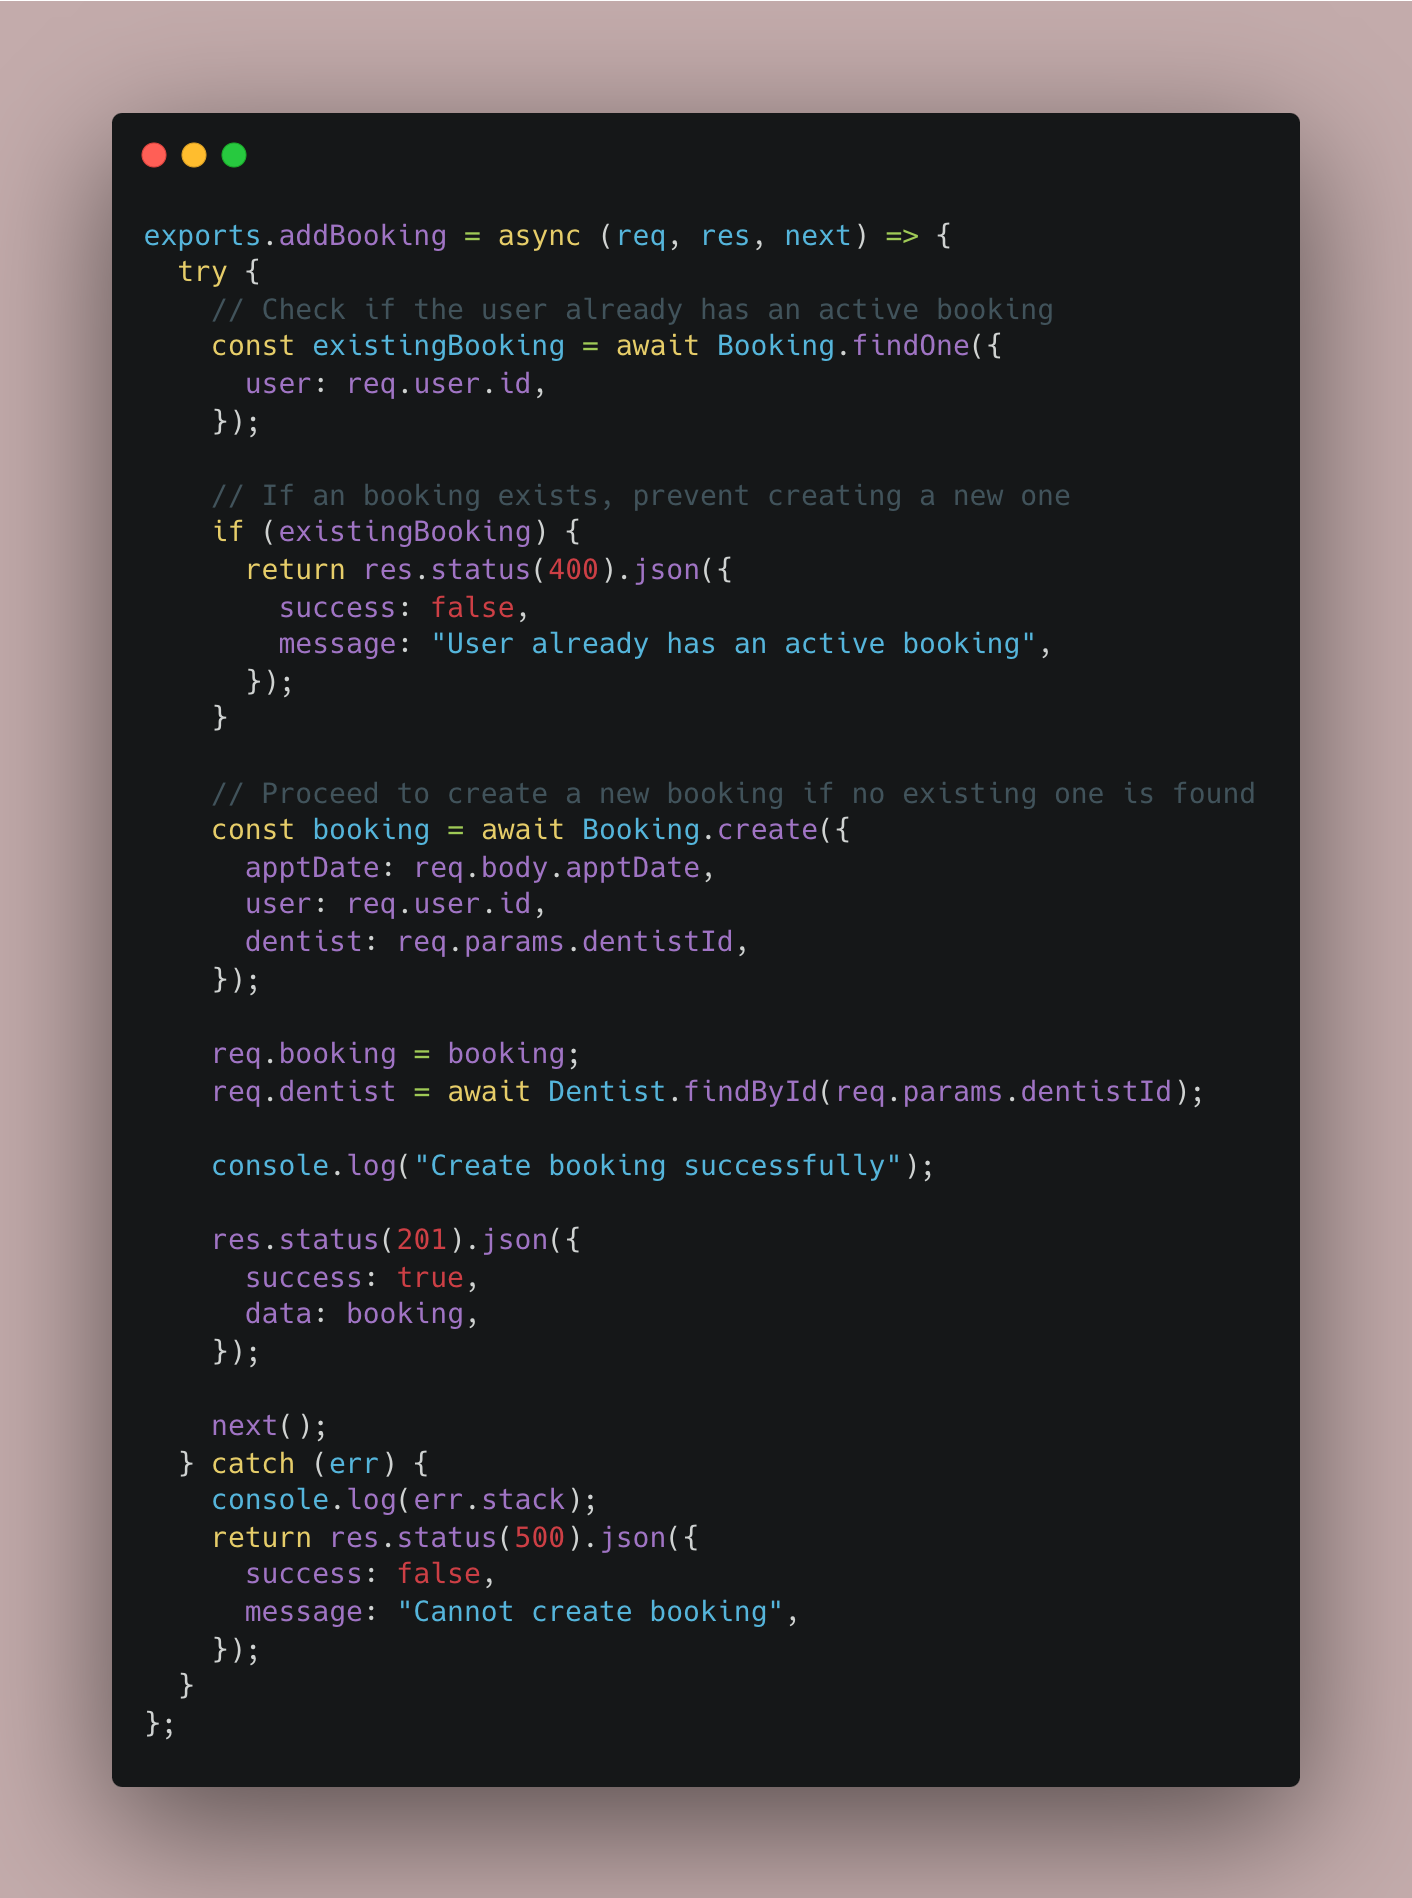 exports.addBooking = async (req, res, next) => {
  try {
    // Check if the user already has an active booking
    const existingBooking = await Booking.findOne({
      user: req.user.id,
    });

    // If an booking exists, prevent creating a new one
    if (existingBooking) {
      return res.status(400).json({
        success: false,
        message: "User already has an active booking",
      });
    }

    // Proceed to create a new booking if no existing one is found
    const booking = await Booking.create({
      apptDate: req.body.apptDate,
      user: req.user.id,
      dentist: req.params.dentistId,
    });

    req.booking = booking;
    req.dentist = await Dentist.findById(req.params.dentistId);

    console.log("Create booking successfully");

    res.status(201).json({
      success: true,
      data: booking,
    });

    next();
  } catch (err) {
    console.log(err.stack);
    return res.status(500).json({
      success: false,
      message: "Cannot create booking",
    });
  }
};